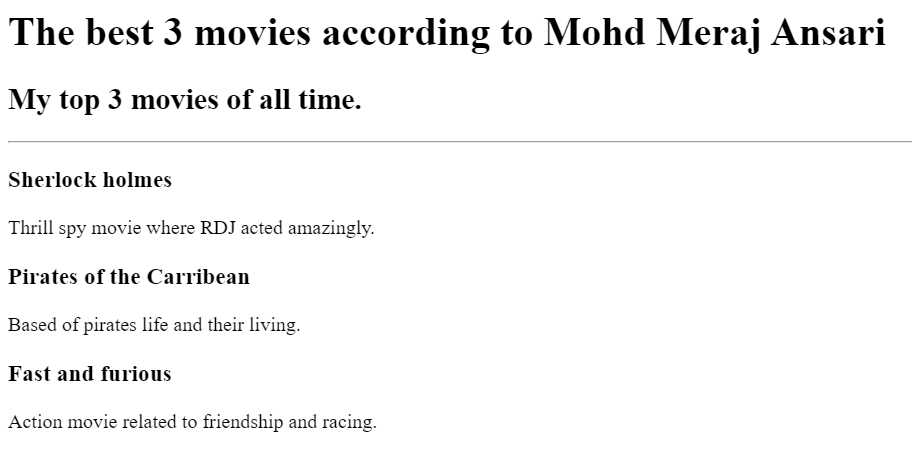 The best 3 movies according to Mohd Meraj Ansari
My top 3 movies of all time.
Sherlock holmes
Thrill spy movie where RDJ acted amazingly.
Pirates of the Carribean
Based of pirates life and their living.
Fast and furious
Action movie related to friendship and racing.